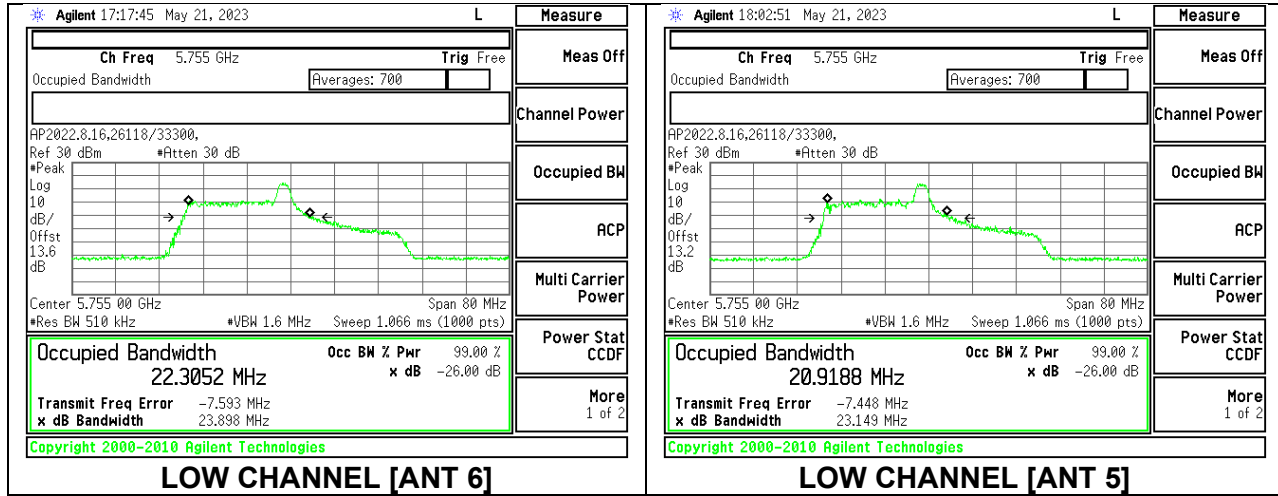 Agilent 17:17:45 May 21, 2023 L Measure
Ch Freq 5.755 GHz Trig Free
Meas Off
Occupied Bandwidth Averages: 700
Channel Power
AP2022.8.16,26118/33300,
Ref 30 dBm #Atten 30 dB
#Peak
Log
10
dB/
Offst
13.6
dB
Occupied BW
ACP
Multi Carrier
Power
Center 5.755 00 GHz Span 80 MHz
#Res BW 510 kHz #VBW 1.6 MHz Sweep 1.066 ms (1000 pts)
Power Stat
CCDF
Occupied Bandwidth Occ BW % Pwr 99.00 %
22.3052 MHz x dB -26.00 dB
Transmit Freq Error -7.593 MHz
x dB Bandwidth 23.898 MHz
More
1 of 2
Copyright 2000-2010 Agilent Technologies
LOW CHANNEL [ANT 6]
Agilent 18:02:51 May 21, 2023 L Measure
Ch Freq 5.755 GHz Trig Free
Meas Off
Occupied Bandwidth Averages: 700
Channel Power
AP2022.8.16,26118/33300,
Ref 30 dBm #Atten 30 dB
#Peak
Log
10
dB/
Offst
13.2
dB
Occupied BW
ACP
Multi Carrier
Power
Center 5.755 00 GHz Span 80 MHz
#Res BW 510 kHz #VBW 1.6 MHz Sweep 1.066 ms (1000 pts)
Power Stat
CCDF
Occupied Bandwidth Occ BW % Pwr 99.00 %
20.9188 MHz x dB -26.00 dB
Transmit Freq Error -7.448 MHz
x dB Bandwidth 23.149 MHz
More
1 of 2
Copyright 2000-2010 Agilent Technologies
LOW CHANNEL [ANT 5]